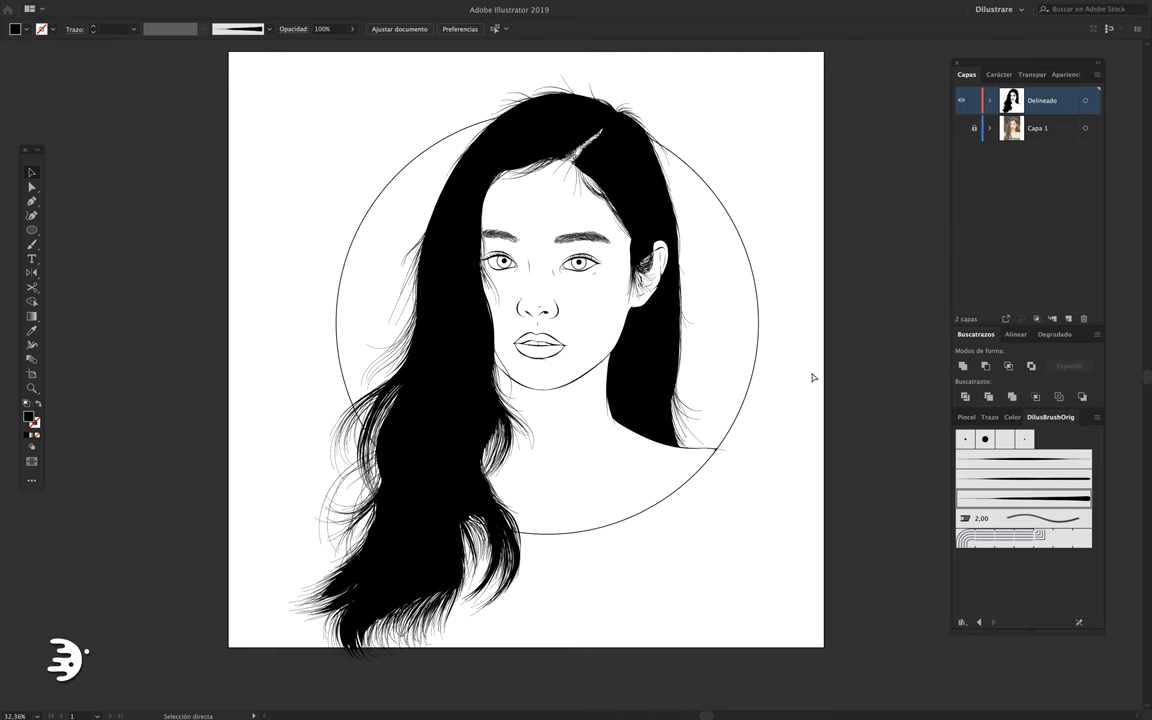 Adobe Illustrator 2019
Dilustrare
Buscar en Adobe Stock
Trazo:
Opacidad: 100%
Ajustar documento
Preferencias
Capas Carácter Transpar Aparienc
Delineado
Capa 1
2 capas
Buscatrazos Alinear Degradado
Modos de forma:
Expandir
Buscatrazos:
Pincel Trazo Color DilusBrushOrig
2,00
32,36% 1 Selección directa